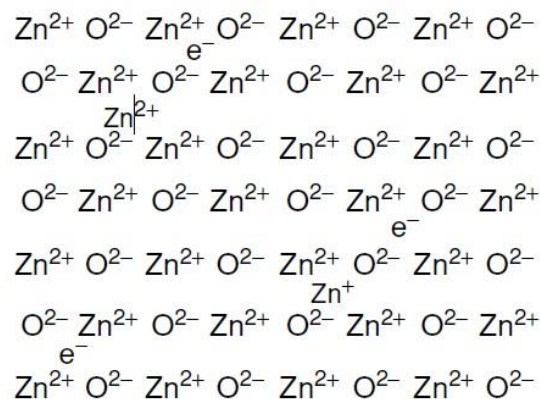 Zn²⁺ O²⁻ Zn²⁺ O²⁻ Zn²⁺ O²⁻ Zn²⁺ O²⁻
e⁻
O²⁻ Zn²⁺ O²⁻ Zn²⁺ O²⁻ Zn²⁺ O²⁻ Zn²⁺
Zn²⁺
Zn²⁺ O²⁻ Zn²⁺ O²⁻ Zn²⁺ O²⁻ Zn²⁺ O²⁻
O²⁻ Zn²⁺ O²⁻ Zn²⁺ O²⁻ Zn²⁺ O²⁻ Zn²⁺
e⁻
Zn²⁺ O²⁻ Zn²⁺ O²⁻ Zn²⁺ O²⁻ Zn²⁺ O²⁻
Zn⁺
O²⁻ Zn²⁺ O²⁻ Zn²⁺ O²⁻ Zn²⁺ O²⁻ Zn²⁺
e⁻
Zn²⁺ O²⁻ Zn²⁺ O²⁻ Zn²⁺ O²⁻ Zn²⁺ O²⁻